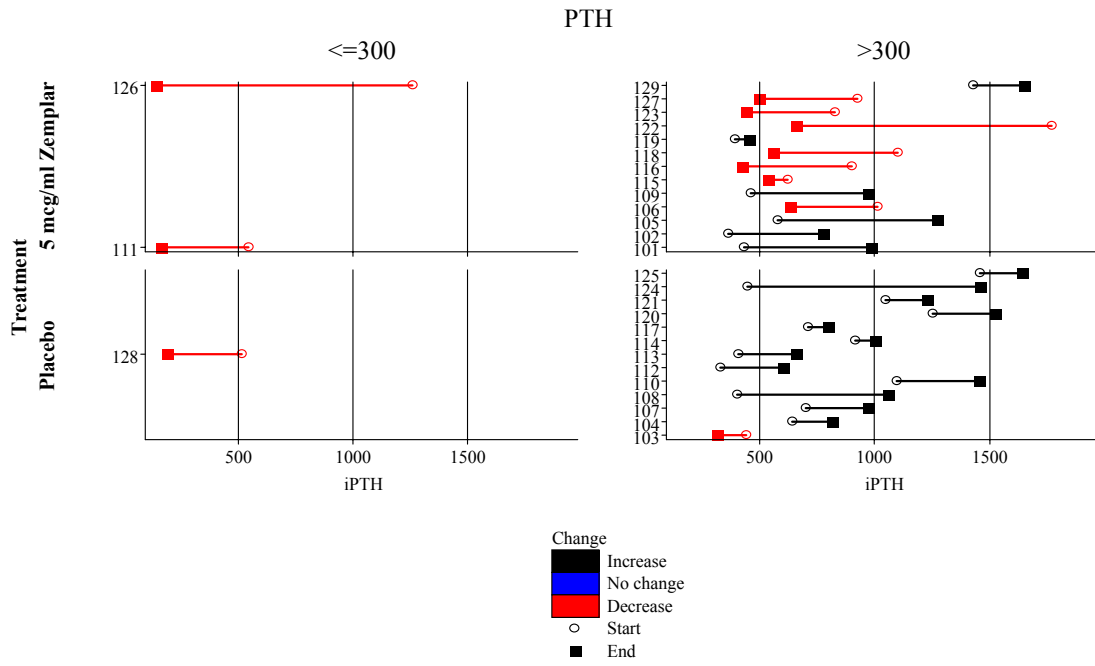 PTH
<=300
>300
Treatment
5 mcg/ml Zemplar
126
111
129
127
123
122
119
118
116
115
109
106
105
102
101
Placebo
128
125
124
121
120
117
114
113
112
110
108
107
104
103
500 1000 1500
iPTH
500 1000 1500
iPTH
Change
Increase
No change
Decrease
Start
End